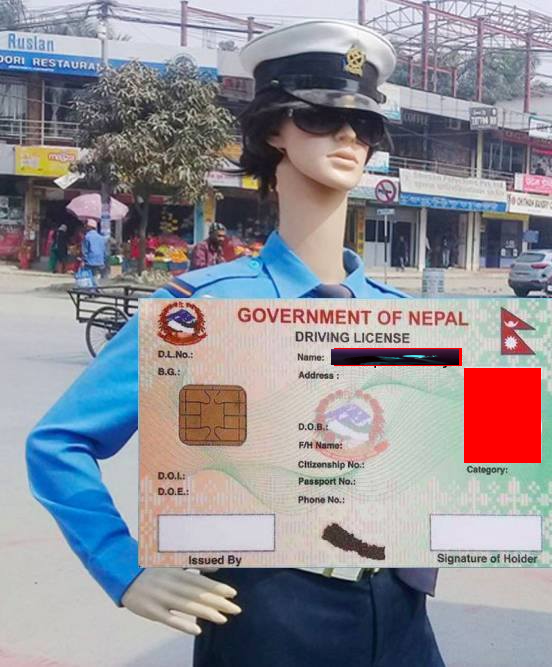 Ruslan
DORI RESTAURA
COFFEE
GOVERNMENT OF NEPAL
DRIVING LICENSE
D.L.No.:
Name:
B.G.:
Address :
D.O.B.:
F/H Name:
Citizenship No.:
Category:
D.O.I.:
Passport No.:
D.O.E.:
Phone No.:
Issued By
Signature of Holder